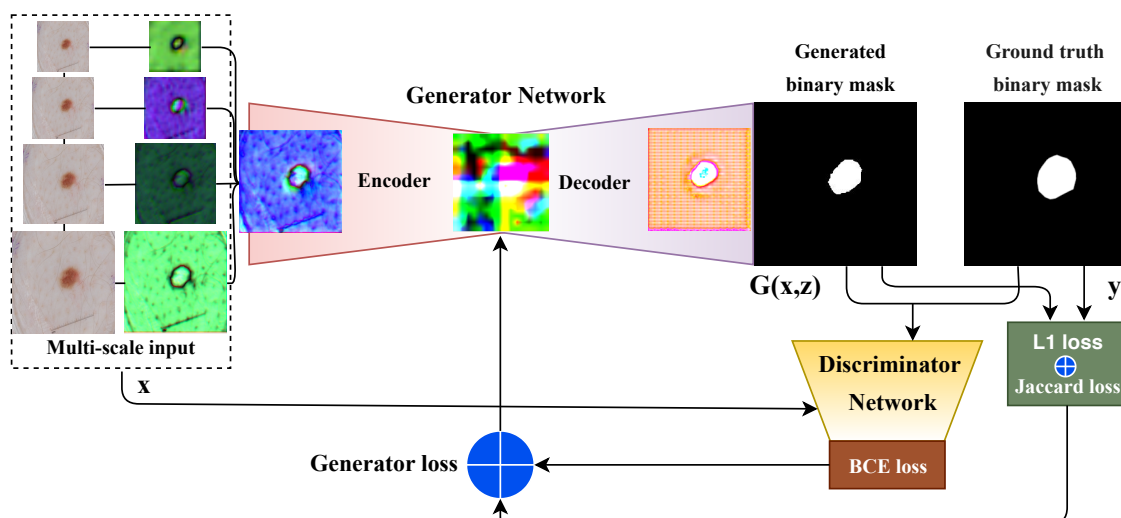 Generated
binary mask
Ground truth
binary mask
Generator Network
Encoder
Decoder
G(x,z)
y
Multi-scale input
x
L1 loss
Jaccard loss
Discriminator
Network
BCE loss
Generator loss